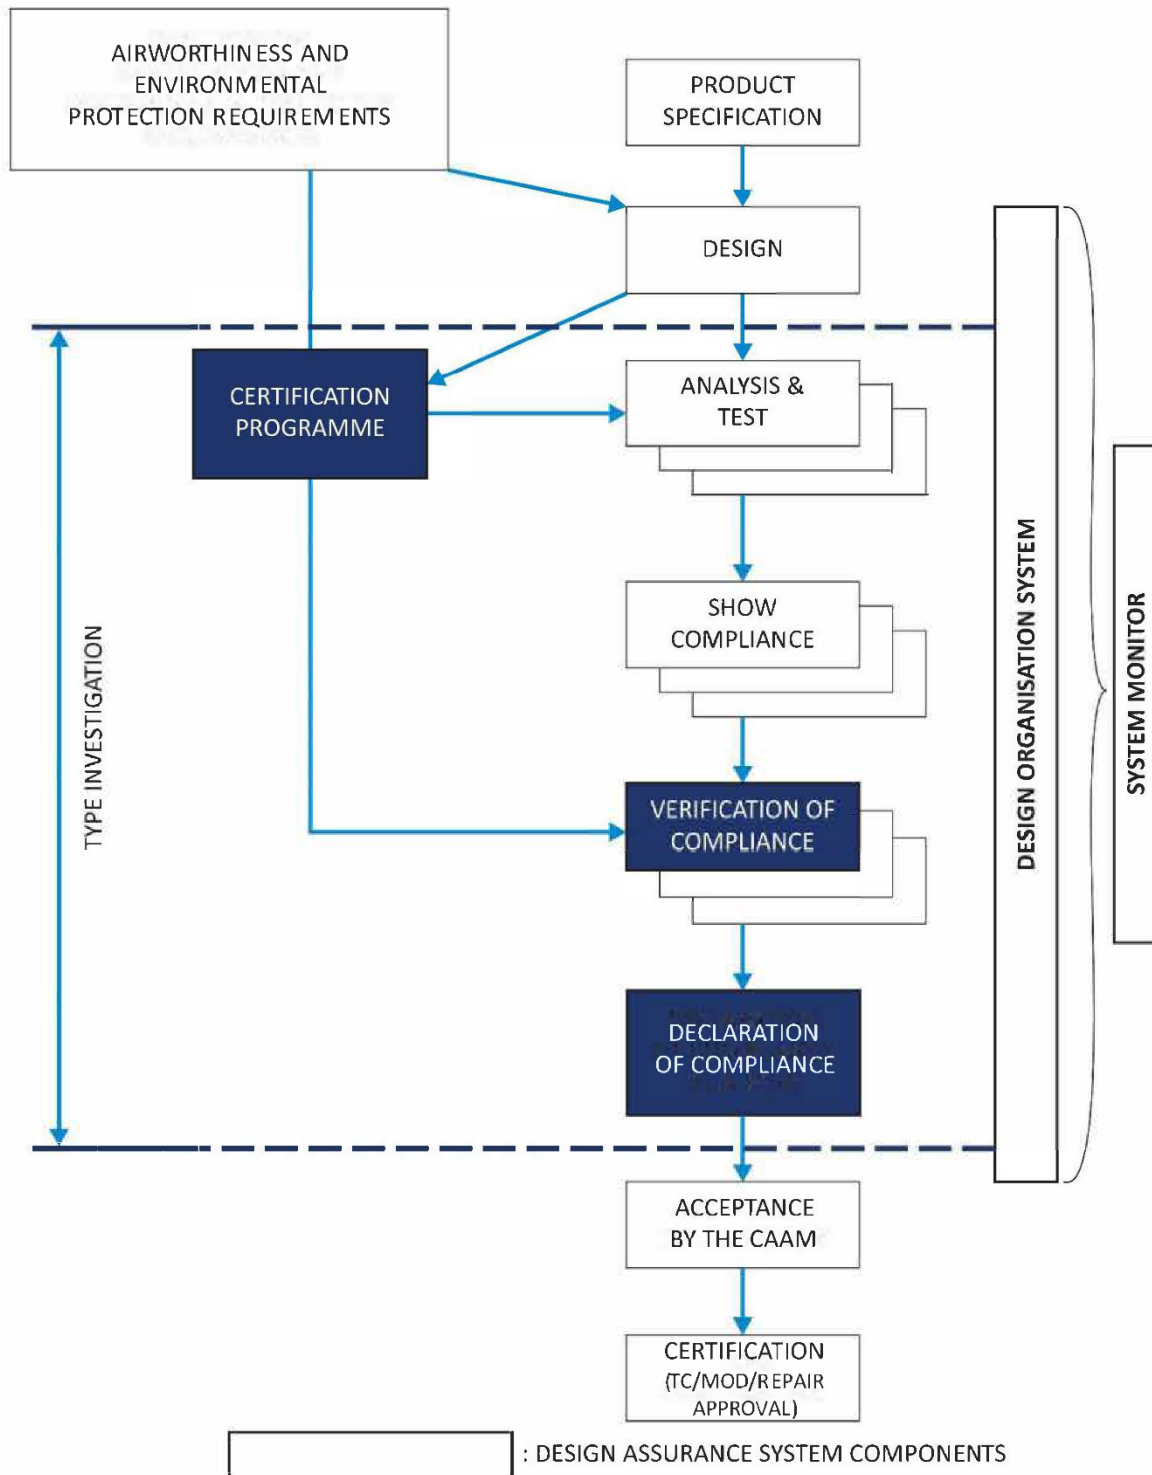 AIRWORTHINESS AND
ENVIRONMENTAL
PROTECTION REQUIREMENTS
PRODUCT
SPECIFICATION
DESIGN
CERTIFICATION
PROGRAMME
ANALYSIS &
TEST
SHOW
COMPLIANCE
VERIFICATION OF
COMPLIANCE
DECLARATION
OF COMPLIANCE
TYPE INVESTIGATION
DESIGN ORGANISATION SYSTEM
SYSTEM MONITOR
ACCEPTANCE
BY THE CAAM
CERTIFICATION
(TC/MOD/REPAIR
APPROVAL)
: DESIGN ASSURANCE SYSTEM COMPONENTS